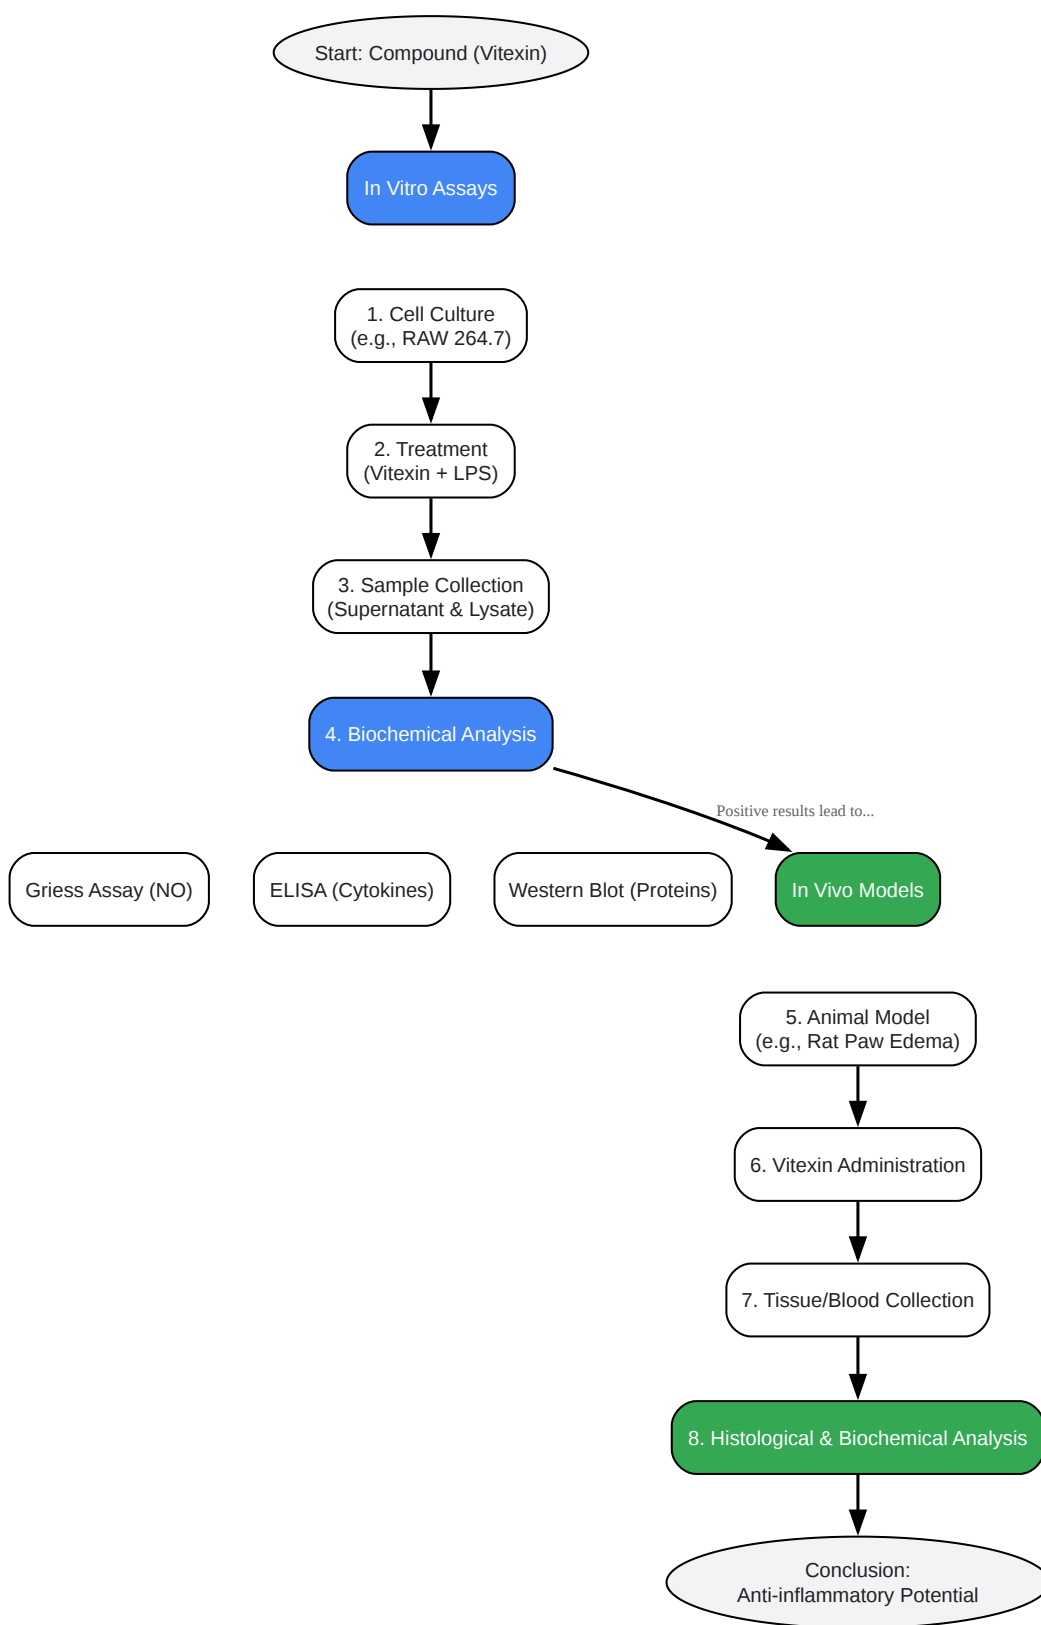 Start: Compound (Vitexin)
In Vitro Assays
1. Cell Culture
(e.g., RAW 264.7)
2. Treatment
(Vitexin + LPS)
3. Sample Collection
(Supernatant & Lysate)
4. Biochemical Analysis
Positive results lead to...
Griess Assay (NO)
ELISA (Cytokines)
Western Blot (Proteins)
In Vivo Models
5. Animal Model
(e.g., Rat Paw Edema)
6. Vitexin Administration
7. Tissue/Blood Collection
8. Histological & Biochemical Analysis
Conclusion:
Anti-inflammatory Potential